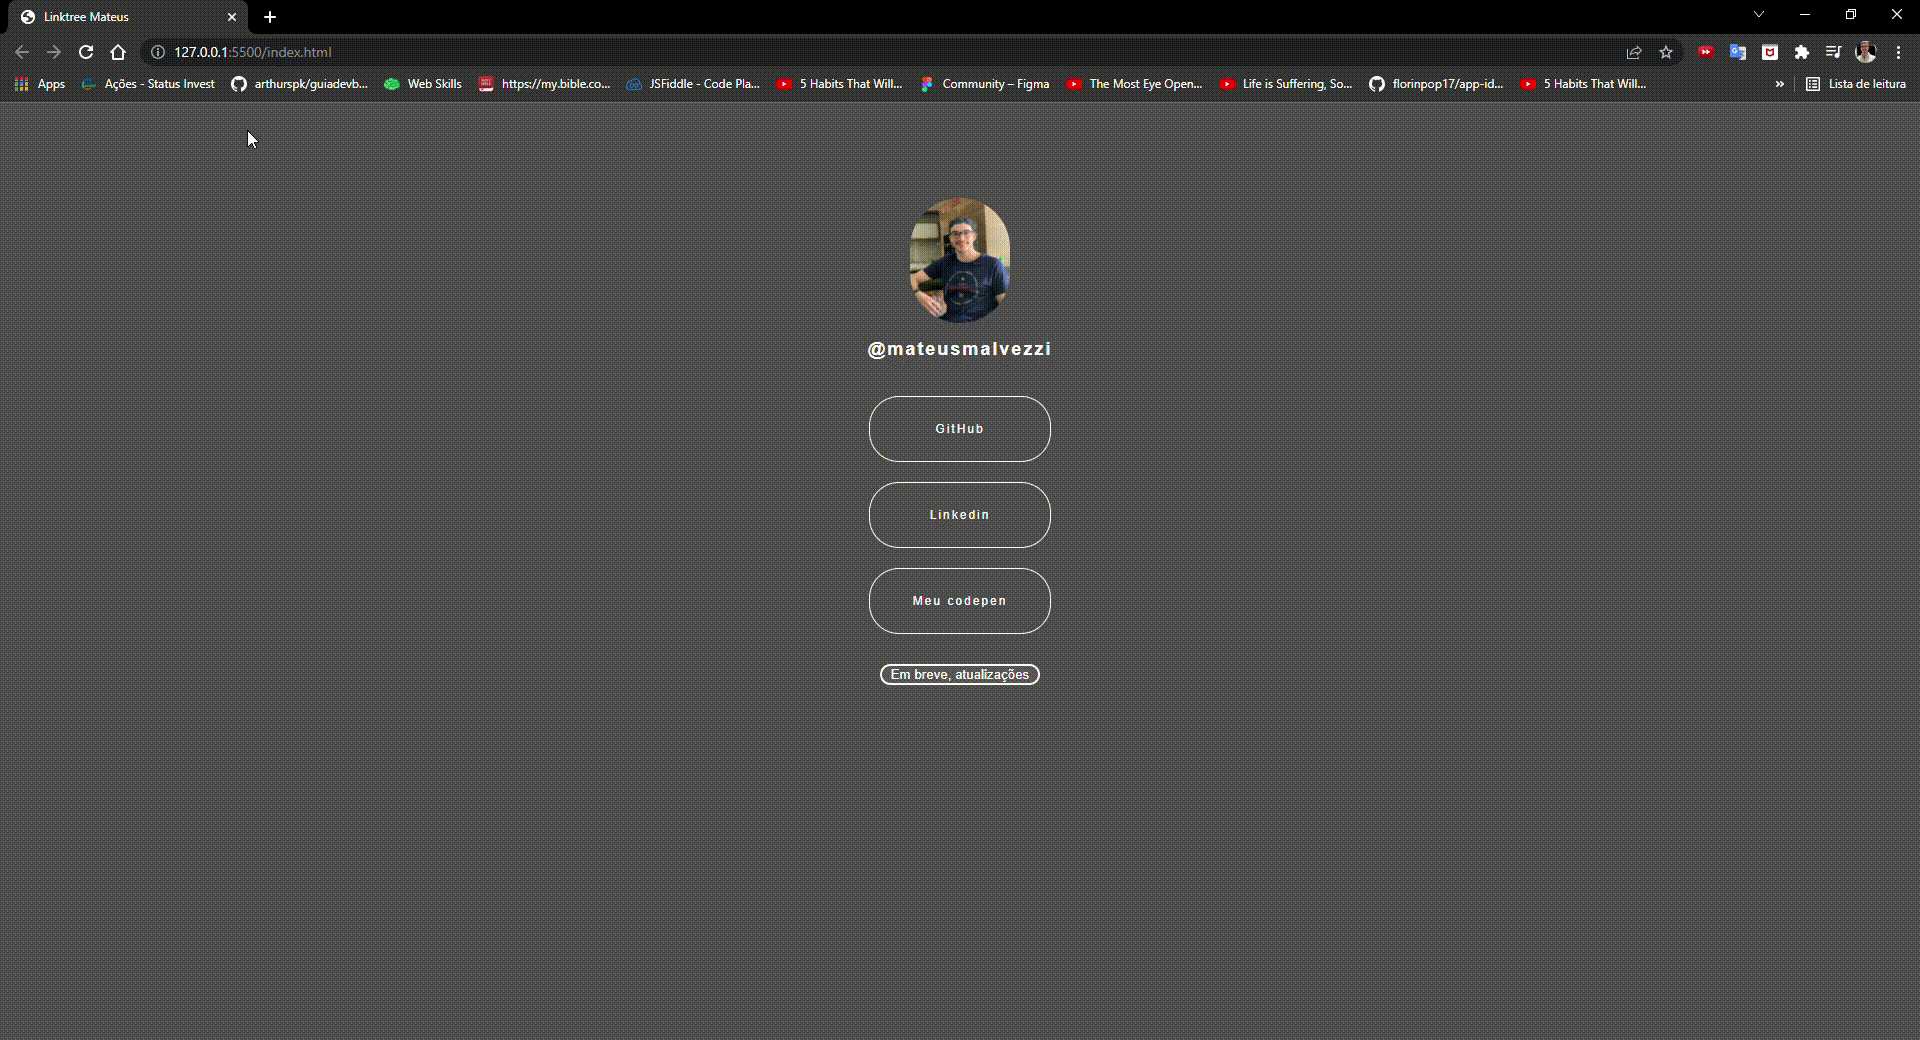 Linktree Mateus
127.0.0.1:5500/index.html
Apps Ações - Status Invest arthurspk/guiadevb... Web Skills https://my.bible.co... JSFiddle - Code Pla... 5 Habits That Will... Community – Figma The Most Eye Open... Life is Suffering, So... florinpop17/app-id... 5 Habits That Will... » Lista de leitura
@mateusmalvezzi
GitHub
Linkedin
Meu codepen
Em breve, atualizações